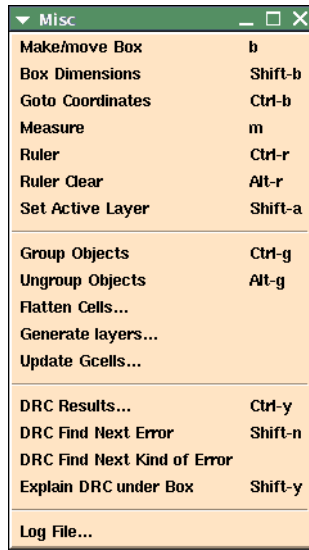 Misc
Make/move Box b
Box Dimensions Shift-b
Goto Coordinates Ctrl-b
Measure m
Ruler Ctrl-r
Ruler Clear Alt-r
Set Active Layer Shift-a
Group Objects Ctrl-g
Ungroup Objects Alt-g
Flatten Cells...
Generate layers...
Update Gcells...
DRC Results... Ctrl-y
DRC Find Next Error Shift-n
DRC Find Next Kind of Error
Explain DRC under Box Shift-y
Log File...